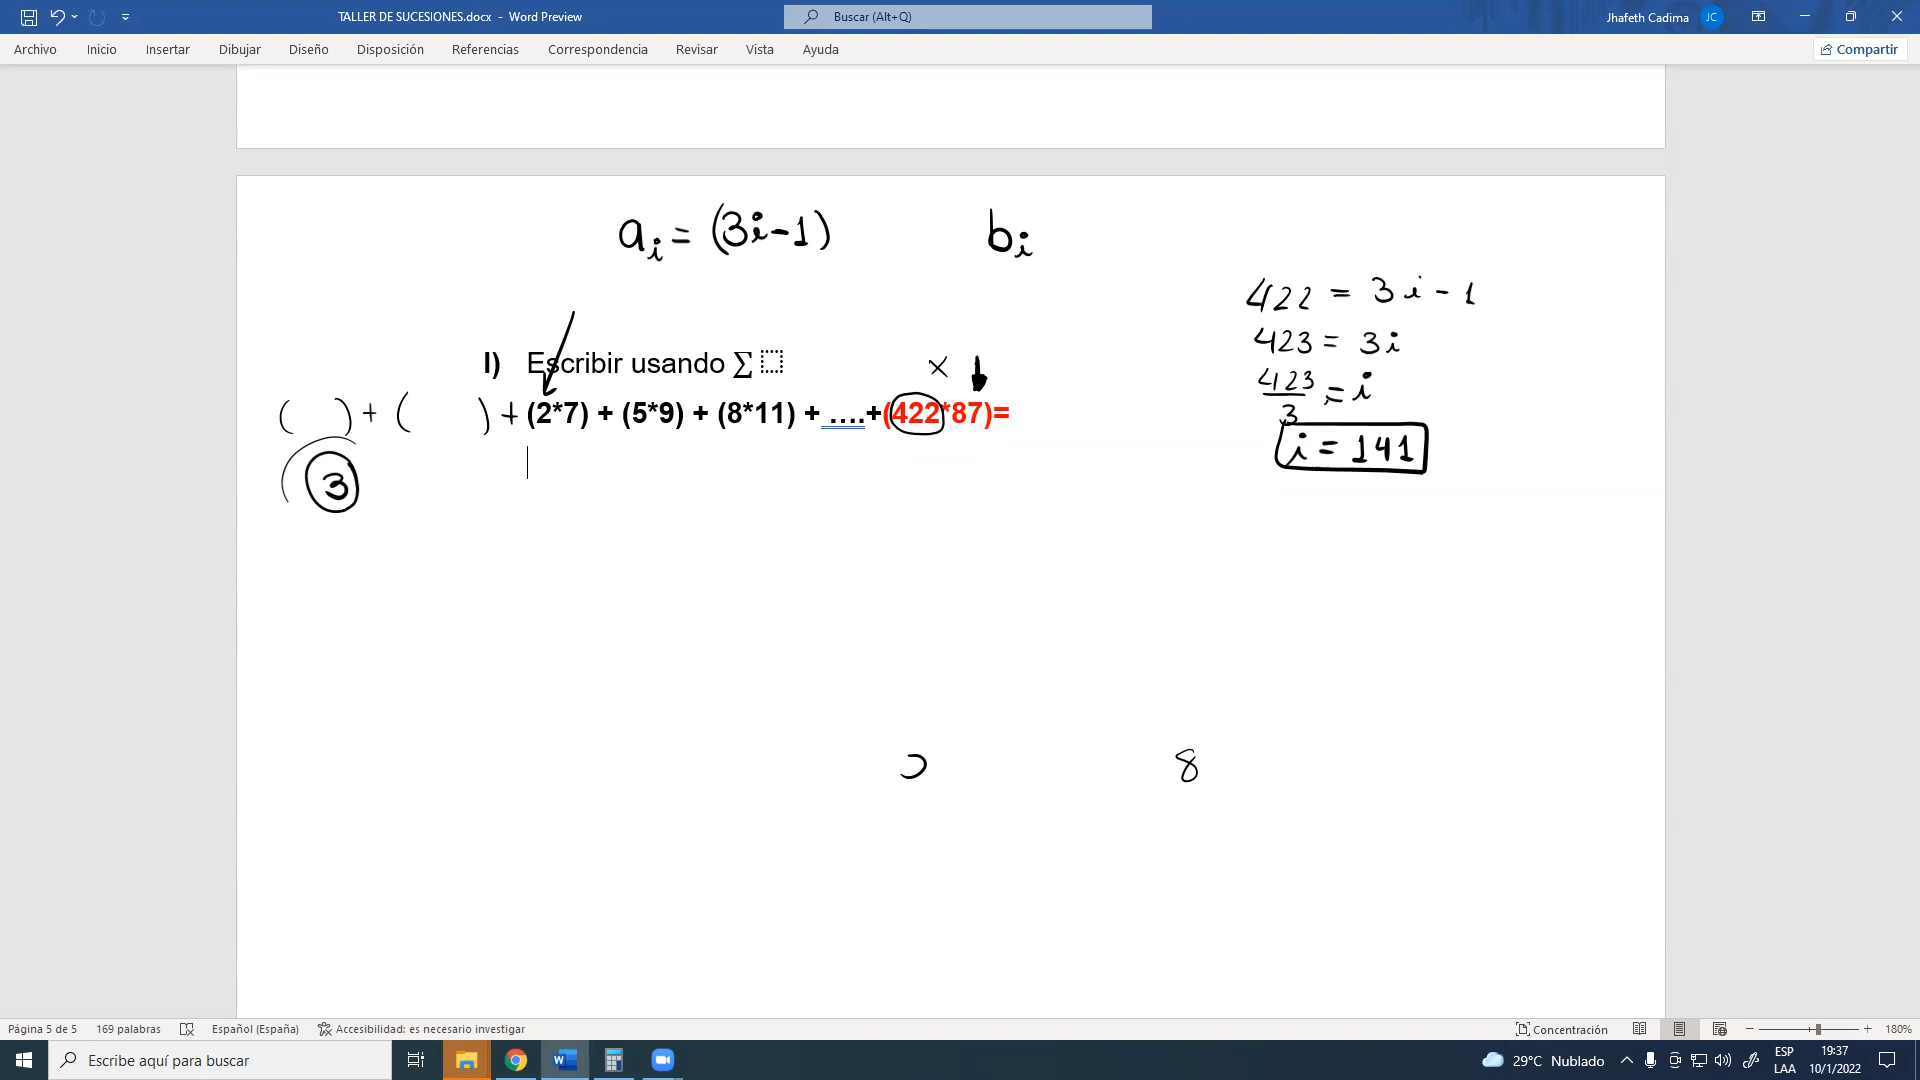 TALLER DE SUCESIONES.docx - Word Preview
Buscar (Alt+Q)
Jhafeth Cadima JC
Archivo Inicio Insertar Dibujar Diseño Disposición Referencias Correspondencia Revisar Vista Ayuda
Compartir
a_i = (3i-1) b_i
422 = 3i - 1
423 = 3i
423/3 = i
i = 141
I) Escribir usando ∑ ⬚
×
( ) + ( ) + (2*7) + (5*9) + (8*11) + ....+(422*87)=
3
8
Página 5 de 5 169 palabras Español (España) Accesibilidad: es necesario investigar
Concentración 180%
Escribe aquí para buscar
29°C Nublado
ESP
LAA
19:37
10/1/2022